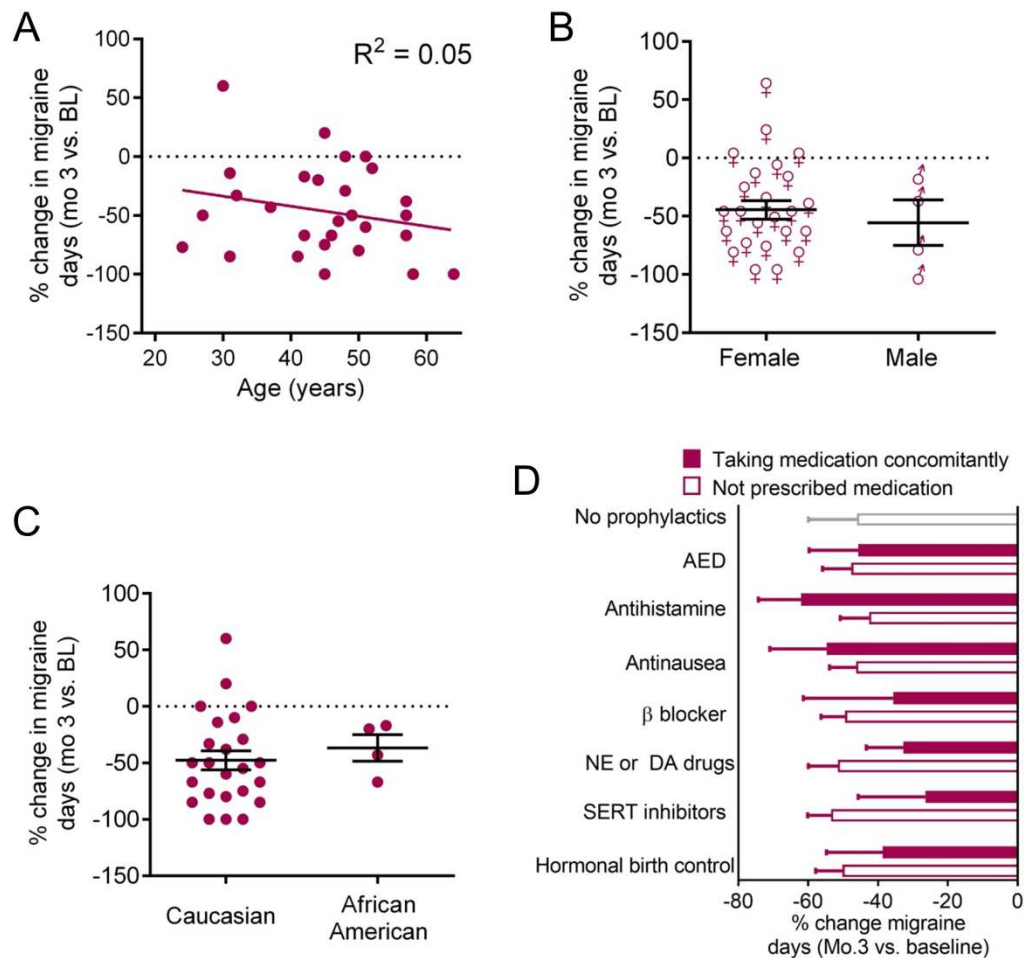 A
% change in migraine
days (mo 3 vs. BL)
100
50
0
-50
-100
-150
R² = 0.05
20
30
40
50
60
Age (years)
B
% change in migraine
days (mo 3 vs. BL)
100
50
0
-50
-100
-150
Female
Male
C
% change in migraine
days (mo 3 vs. BL)
100
50
0
-50
-100
-150
Caucasian
African
American
D
Taking medication concomitantly
Not prescribed medication
No prophylactics
AED
Antihistamine
Antinausea
β blocker
NE or DA drugs
SERT inhibitors
Hormonal birth control
-80
-60
-40
-20
0
% change migraine
days (Mo.3 vs. baseline)